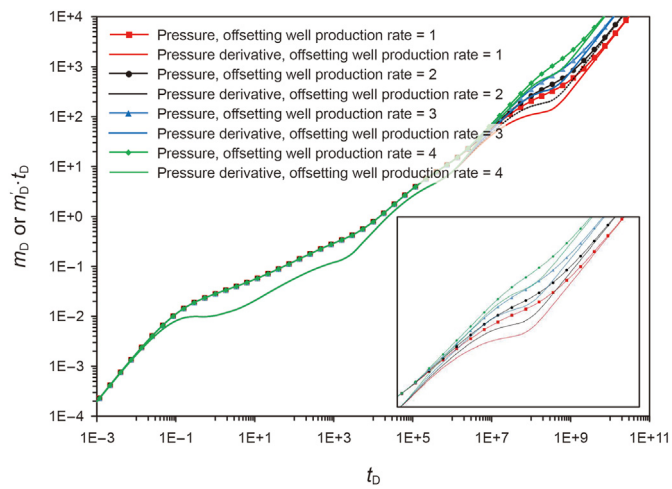 1E+4
1E+3
1E+2
1E+1
1E+0
1E−1
1E−2
1E−3
1E−4
m_D or m′_D·t_D
Pressure, offsetting well production rate = 1
Pressure derivative, offsetting well production rate = 1
Pressure, offsetting well production rate = 2
Pressure derivative, offsetting well production rate = 2
Pressure, offsetting well production rate = 3
Pressure derivative, offsetting well production rate = 3
Pressure, offsetting well production rate = 4
Pressure derivative, offsetting well production rate = 4
1E−3 1E−1 1E+1 1E+3 1E+5 1E+7 1E+9 1E+11
t_D